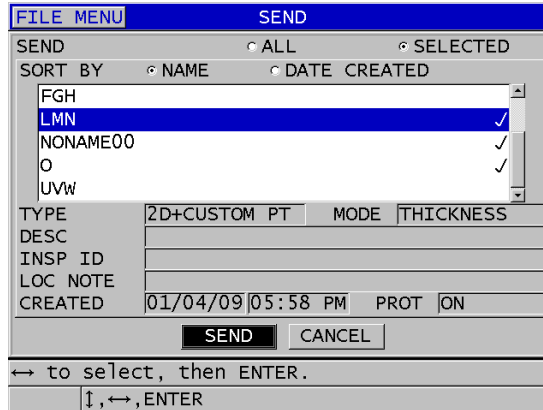 FILE MENU SEND
SEND ALL SELECTED
SORT BY NAME DATE CREATED
FGH
LMN ✓
NONAME00 ✓
O ✓
UVW
TYPE 2D+CUSTOM PT MODE THICKNESS
DESC
INSP ID
LOC NOTE
CREATED 01/04/09 05:58 PM PROT ON
SEND CANCEL
↔ to select, then ENTER.
↕,↔,ENTER